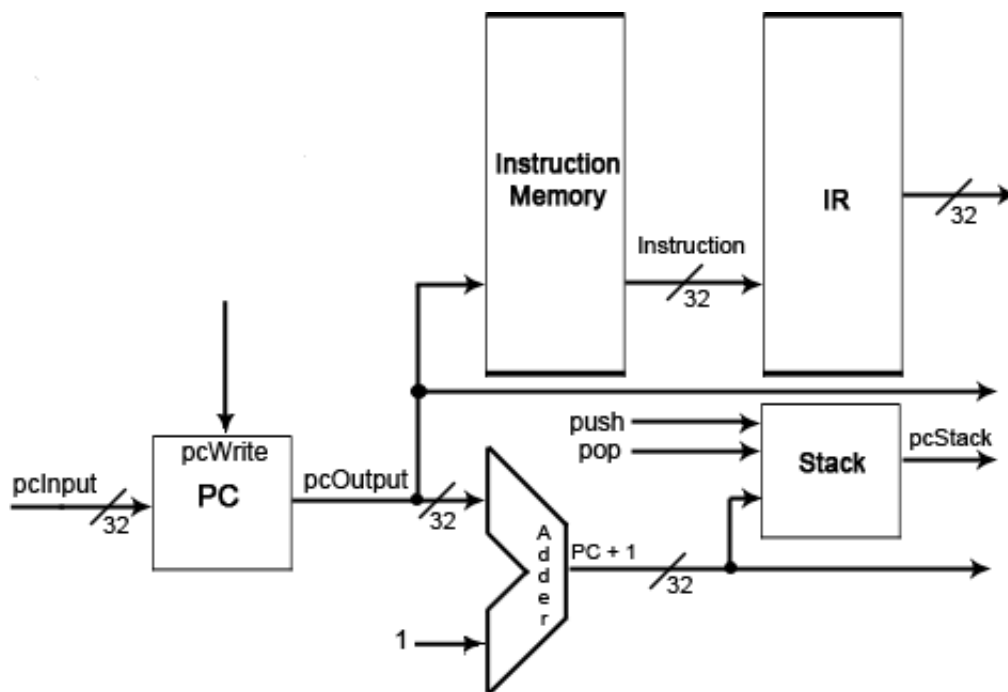 Instruction
Memory
IR
32
Instruction
32
pcWrite
PC
pcInput
32
pcOutput
32
push
pop
Stack
pcStack
Adder
PC + 1
32
1